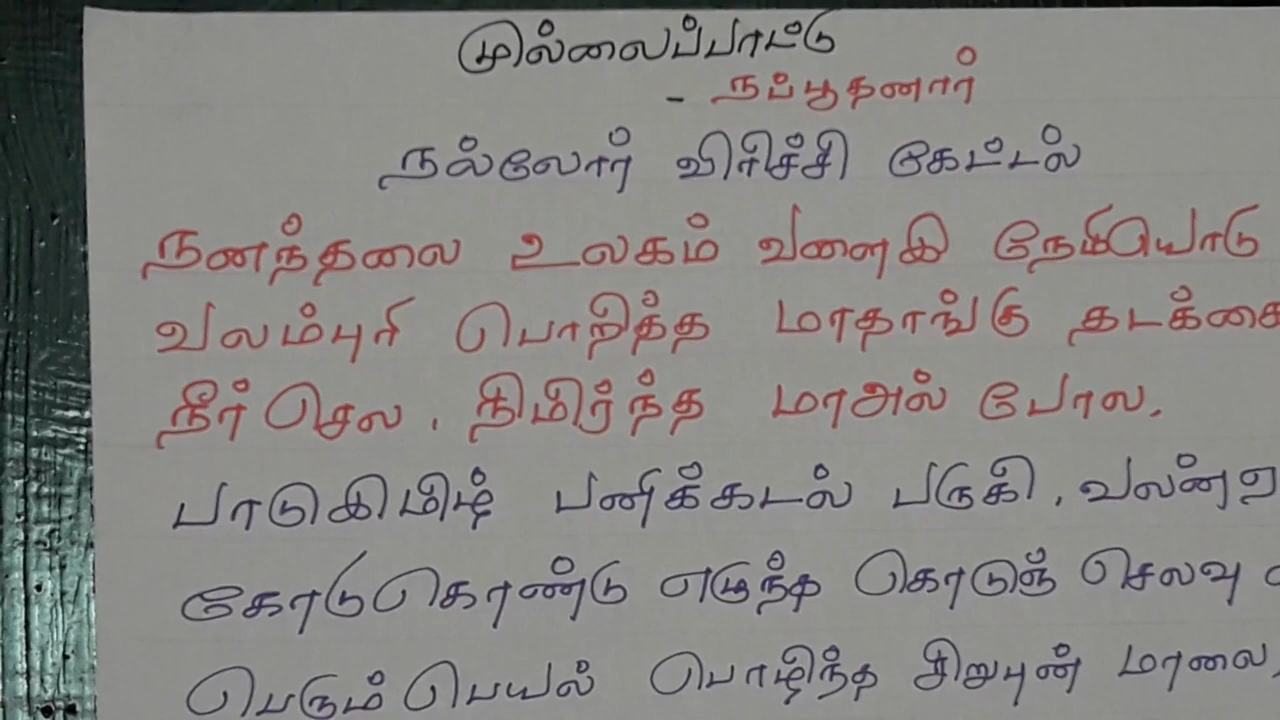 முல்லைப்பாட்டு
- நப்பூதனார்
நல்லோர் விரிச்சி கேட்டல்
நனந்தலை உலகம் வளைஇ நேமியொடு
வலம்புரி பொறித்த மாதாங்கு தடக்கை
நீர் செல, நிமிர்ந்த மாஅல் போல,
பாடுஇமிழ் பனிக்கடல் பருகி, வலன்ஏ
கோடுகொண்டு எழுந்த கொடுஞ் செலவு
பெரும் பெயல் பொழிந்த சிறுபுன் மாலை,